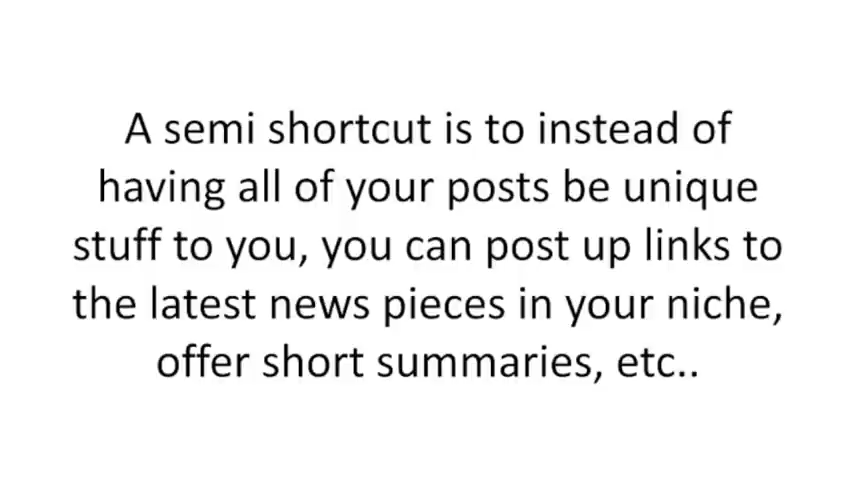 A semi shortcut is to instead of
having all of your posts be unique
stuff to you, you can post up links to
the latest news pieces in your niche,
offer short summaries, etc..